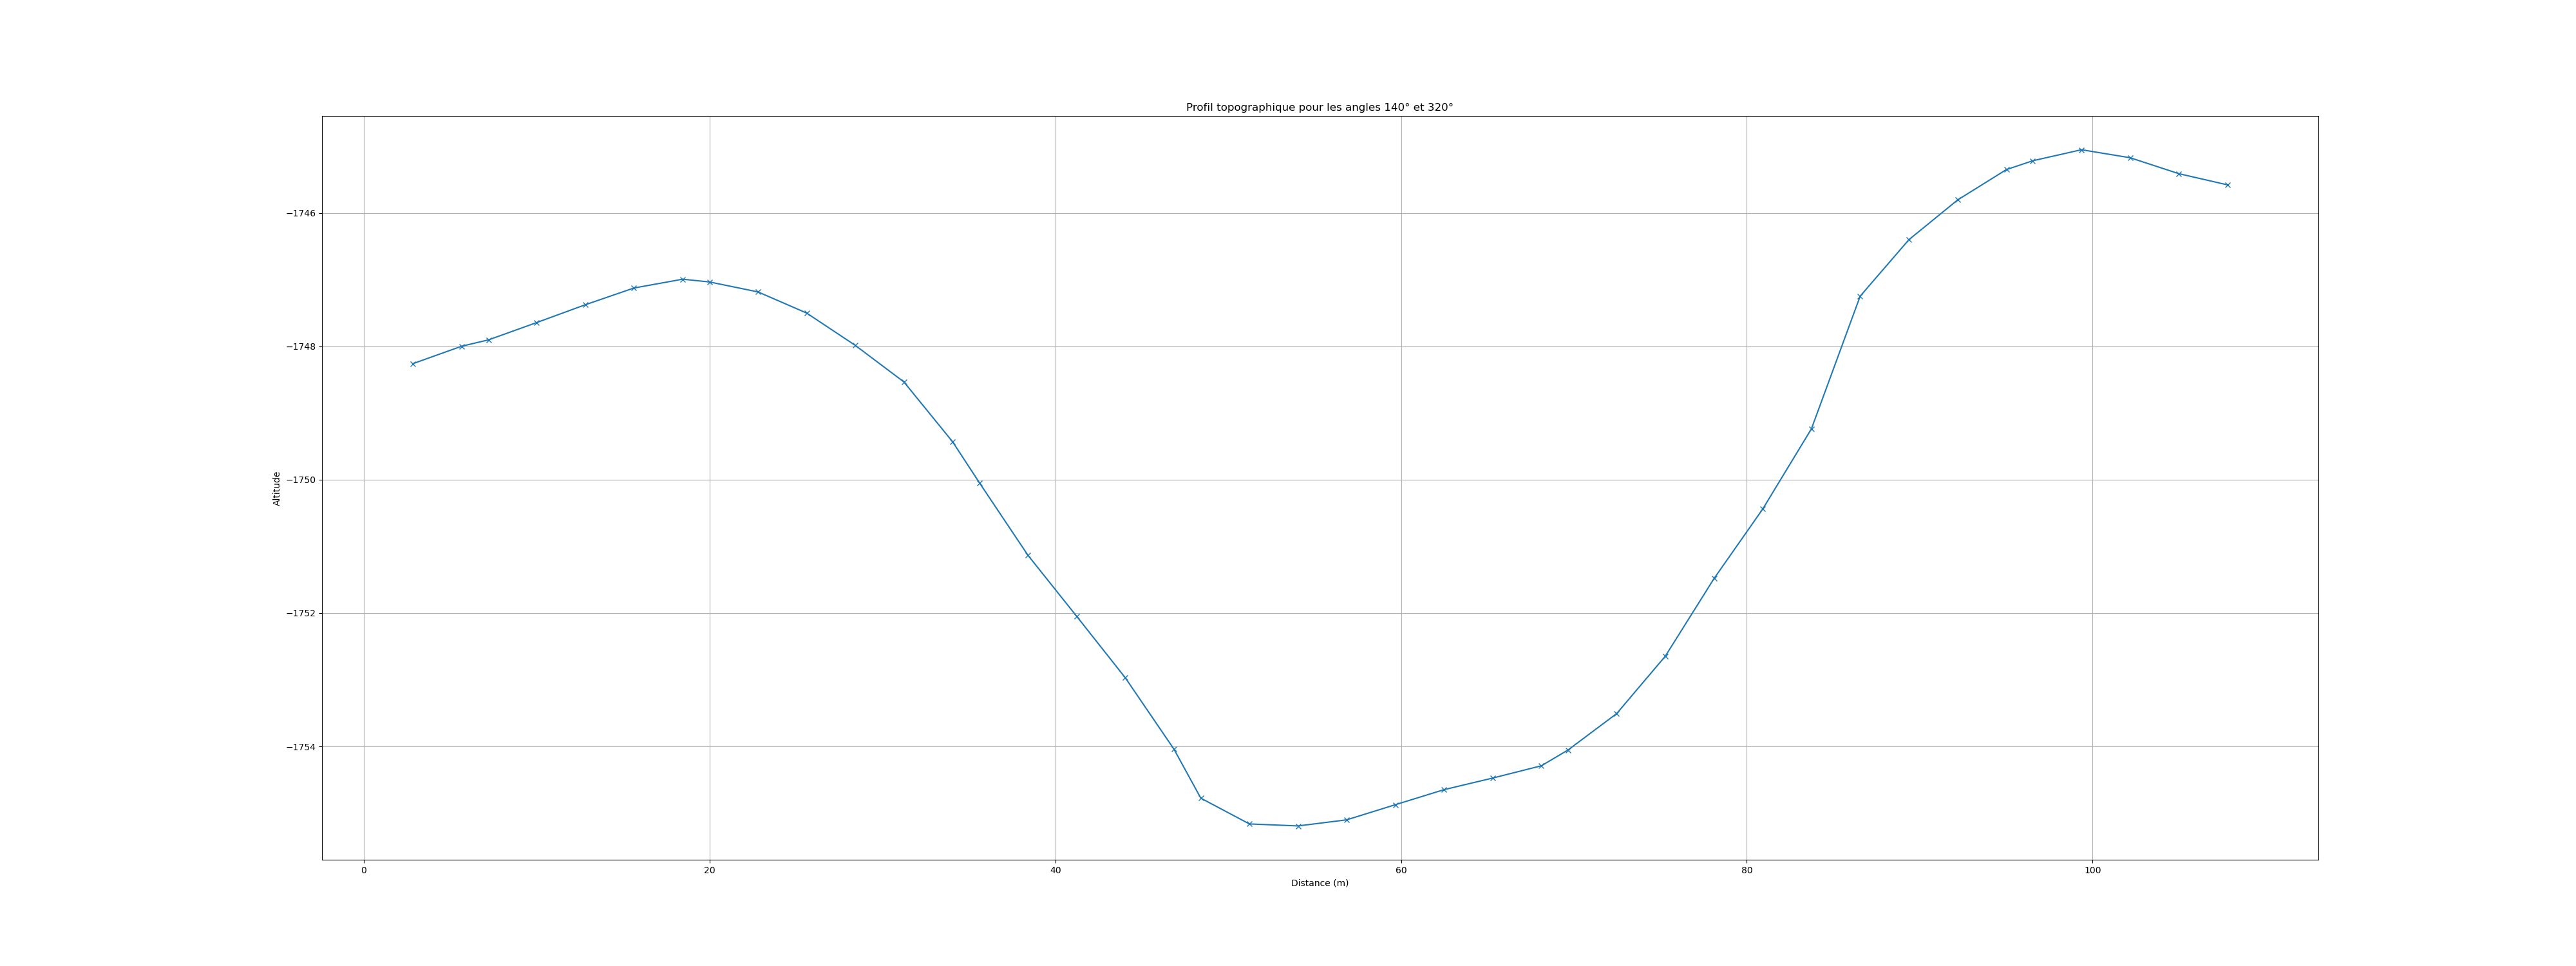 Profil topographique pour les angles 140° et 320°
Altitude
−1746
−1748
−1750
−1752
−1754
0 20 40 60 80 100
Distance (m)